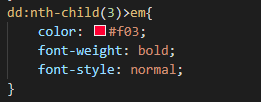 dd:nth-child(3)>em{
    color: #f03;
    font-weight: bold;
    font-style: normal;
}